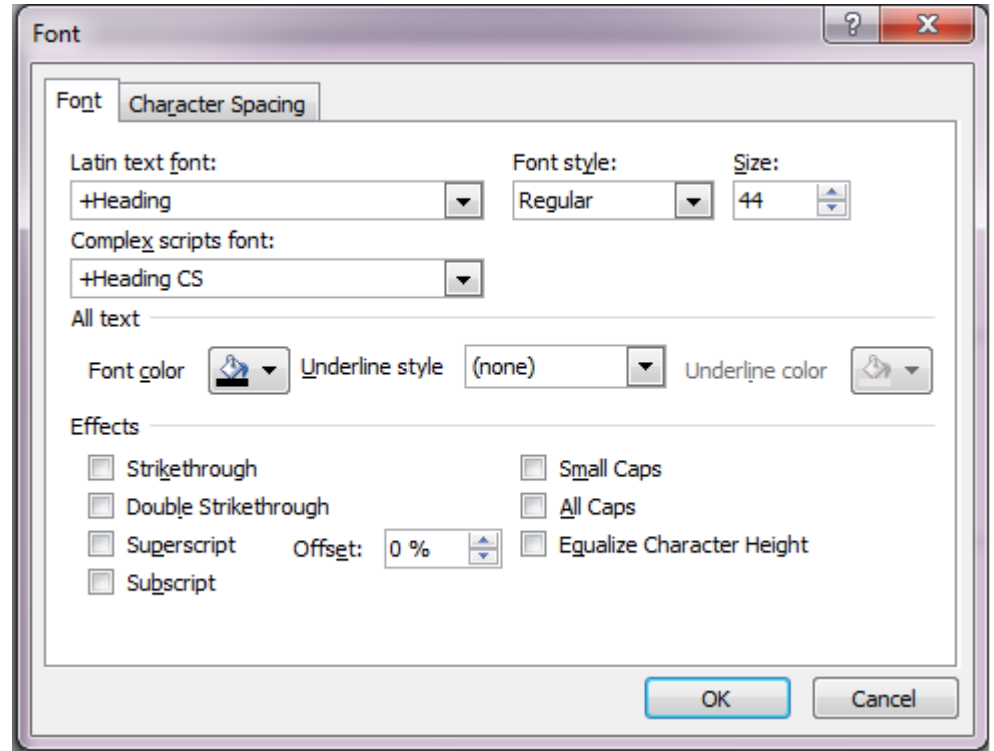 Font
?
Font Character Spacing
Latin text font: Font style: Size:
+Heading Regular 44
Complex scripts font:
+Heading CS
All text
Font color Underline style (none) Underline color
Effects
Strikethrough Small Caps
Double Strikethrough All Caps
Superscript Offset: 0 % Equalize Character Height
Subscript
OK Cancel